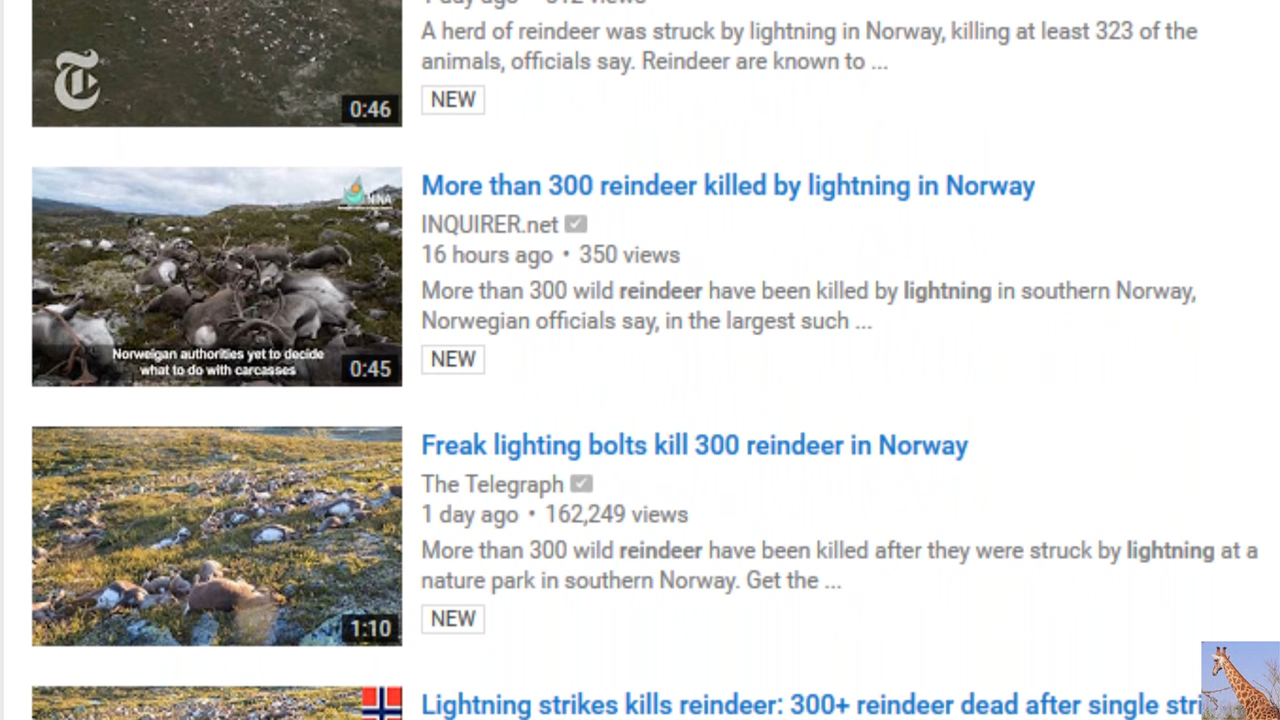 A herd of reindeer was struck by lightning in Norway, killing at least 323 of the
animals, officials say. Reindeer are known to ...
0:46
NEW
More than 300 reindeer killed by lightning in Norway
INQUIRER.net
16 hours ago • 350 views
More than 300 wild reindeer have been killed by lightning in southern Norway,
Norwegian officials say, in the largest such ...
NEW
NNA
Norweigan authorities yet to decide
what to do with carcasses
0:45
Freak lighting bolts kill 300 reindeer in Norway
The Telegraph
1 day ago • 162,249 views
More than 300 wild reindeer have been killed after they were struck by lightning at a
nature park in southern Norway. Get the ...
NEW
1:10
Lightning strikes kills reindeer: 300+ reindeer dead after single stri